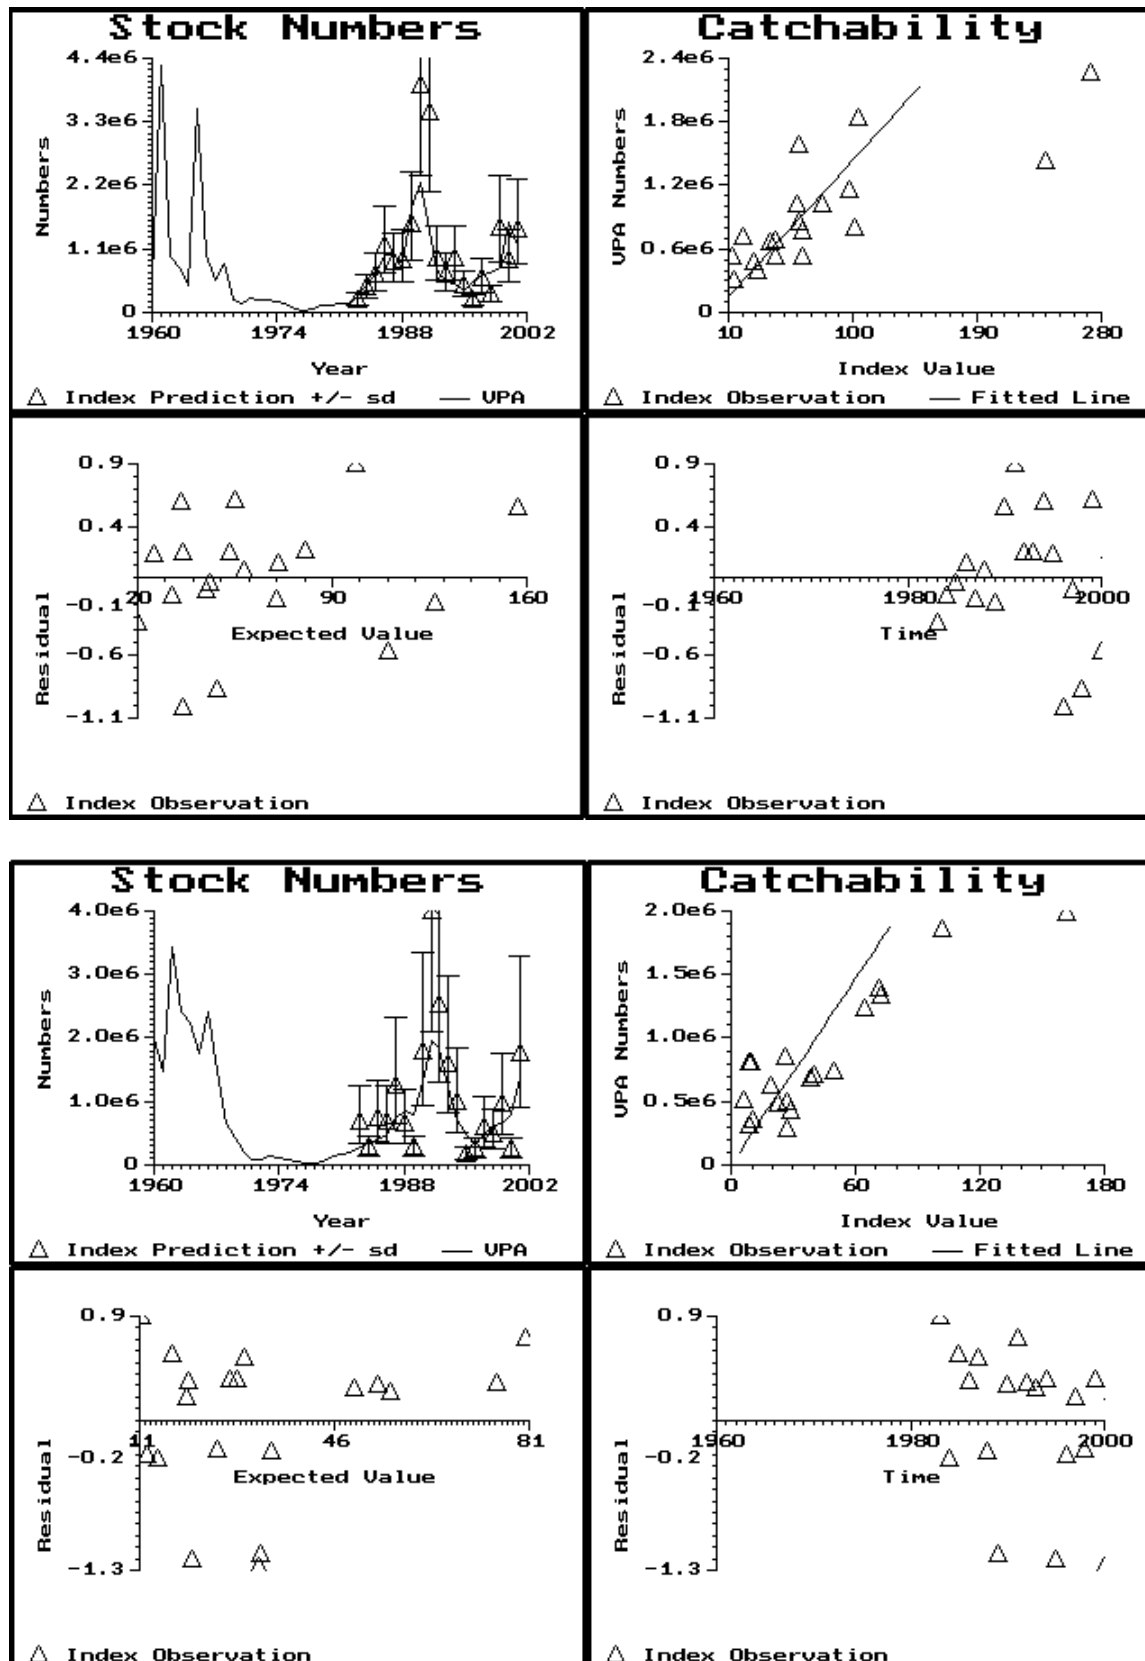 Stock Numbers
4.4e6
3.3e6
2.2e6
1.1e6
0
Numbers
1960 1974 1988 2002
Year
△ Index Prediction +/- sd — VPA
Catchability
2.4e6
1.8e6
1.2e6
0.6e6
0
VPA Numbers
10 100 190 280
Index Value
△ Index Observation — Fitted Line
0.9
0.4
-0.1
-0.6
-1.1
Residual
20 90 160
Expected Value
△ Index Observation
0.9
0.4
-0.1
-0.6
-1.1
Residual
1960 1980 2000
Time
△ Index Observation
Stock Numbers
4.0e6
3.0e6
2.0e6
1.0e6
0
Numbers
1960 1974 1988 2002
Year
△ Index Prediction +/- sd — VPA
Catchability
2.0e6
1.5e6
1.0e6
0.5e6
0
VPA Numbers
0 60 120 180
Index Value
△ Index Observation — Fitted Line
0.9
-0.2
-1.3
Residual
11 46 81
Expected Value
△ Index Observation
0.9
-0.2
-1.3
Residual
1960 1980 2000
Time
△ Index Observation